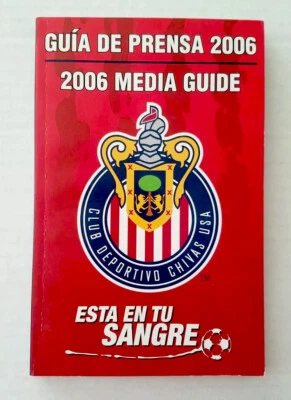 GUÍA DE PRENSA 2006
2006 MEDIA GUIDE
CLUB DEPORTIVO CHIVAS USA
ESTA EN TU
SANGRE